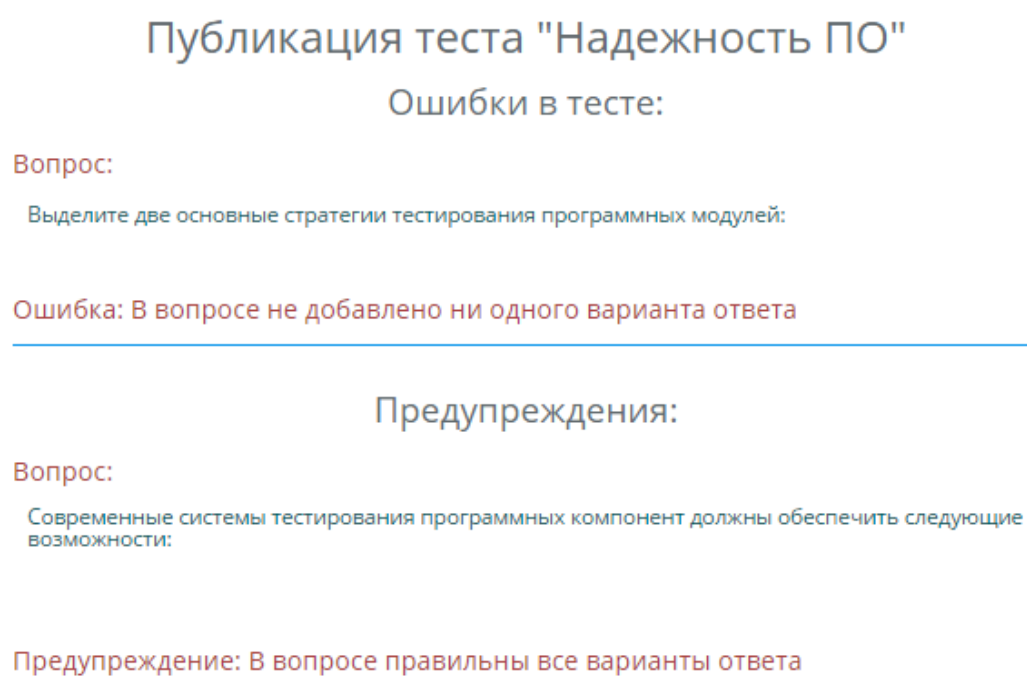 Публикация теста "Надежность ПО"
Ошибки в тесте:
Вопрос:
Выделите две основные стратегии тестирования программных модулей:
Ошибка: В вопросе не добавлено ни одного варианта ответа
Предупреждения:
Вопрос:
Современные системы тестирования программных компонент должны обеспечить следующие
возможности:
Предупреждение: В вопросе правильны все варианты ответа